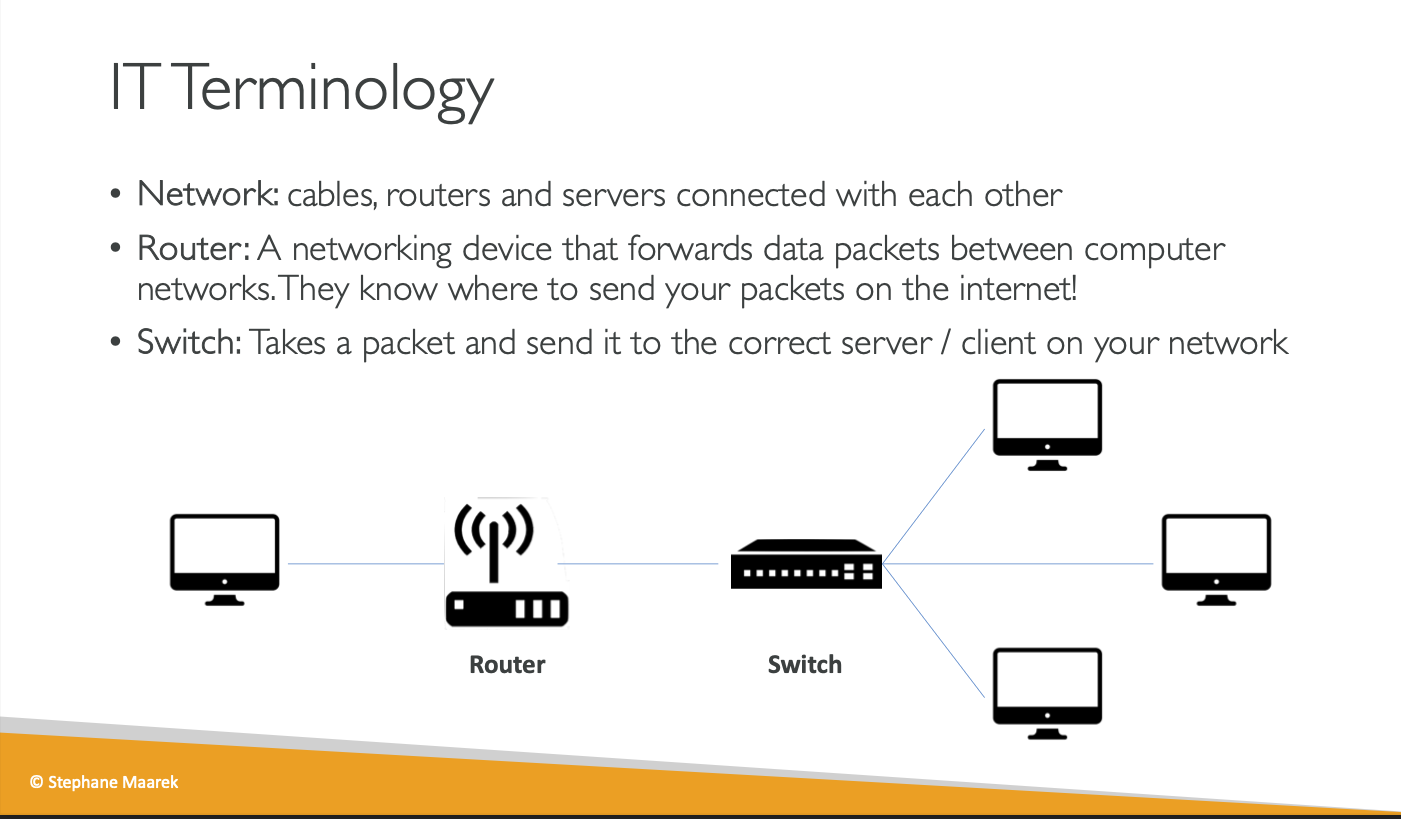 IT Terminology
• Network: cables, routers and servers connected with each other
• Router: A networking device that forwards data packets between computer
networks. They know where to send your packets on the internet!
• Switch: Takes a packet and send it to the correct server / client on your network
Router
Switch
© Stephane Maarek